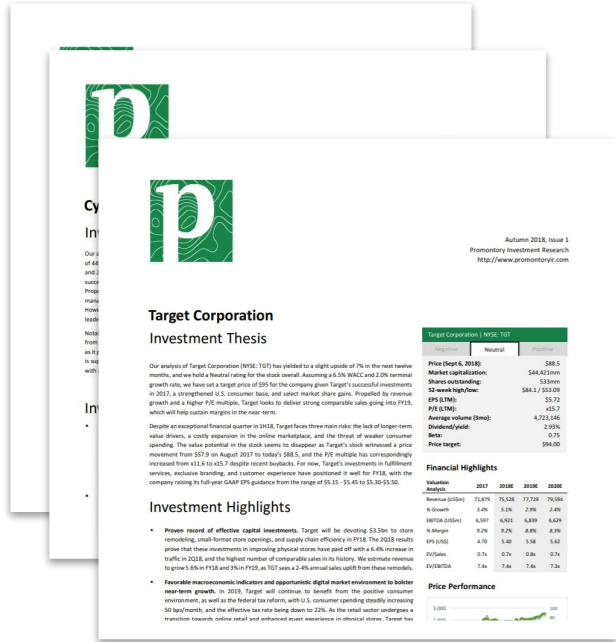 p
p
Cy
In
Our a
of 44
and 2
succe
Prop
mana
Howe
leade
Notal
from
as it p
is sup
with
In
Autumn 2018, Issue 1
Promontory Investment Research
http://www.promontoryir.com
Target Corporation
Investment Thesis
Our analysis of Target Corporation (NYSE: TGT) has yielded to a slight upside of 7% in the next twelve
months, and we hold a Neutral rating for the stock overall. Assuming a 6.5% WACC and 2.0% terminal
growth rate, we have set a target price of $95 for the company given Target's successful investments
in 2017, a strengthened U.S. consumer base, and select market share gains. Propelled by revenue
growth and a higher P/E multiple, Target looks to deliver strong comparable sales going into FY19,
which will help sustain margins in the near-term.
Despite an exceptional financial quarter in 1H18, Target faces three main risks: the lack of longer-term
value drivers, a costly expansion in the online marketplace, and the threat of weaker consumer
spending. The value potential in the stock seems to disappear as Target's stock witnessed a price
movement from $57.9 on August 2017 to today's $88.5, and the P/E multiple has correspondingly
increased from x11.6 to x15.7 despite recent buybacks. For now, Target's investments in fulfillment
services, exclusive branding, and customer experience have positioned it well for FY18, with the
company raising its full-year GAAP EPS guidance from the range of $5.15 - $5.45 to $5.30-$5.50.
Investment Highlights
• Proven record of effective capital investments. Target will be devoting $3.5bn to store
remodeling, small-format store openings, and supply chain efficiency in FY18. The 2Q18 results
prove that these investments in improving physical stores have paid off with a 6.4% increase in
traffic in 2Q18, and the highest number of comparable sales in its history. We estimate revenue
to grow 5.6% in FY18 and 3% in FY19, as TGT sees a 2-4% annual sales uplift from these remodels.
• Favorable macroeconomic indicators and opportunistic digital market environment to bolster
near-term growth. In 2019, Target will continue to benefit from the positive consumer
environment, as well as the federal tax reform, with U.S. consumer spending steadily increasing
50 bps/month, and the effective tax rate being down to 22%. As the retail sector undergoes a
transition towards online retail and enhanced guest experience in physical stores, Target has
Target Corporation | NYSE: TGT
Negative Neutral Positive
Price (Sept 6, 2018): $88.5
Market capitalization: $44,421mm
Shares outstanding: 533mm
52-week high/low: $84.1 / $53.09
EPS (LTM): $5.72
P/E (LTM): x15.7
Average volume (3mo): 4,723,146
Dividend/yield: 2.93%
Beta: 0.75
Price target: $94.00
Financial Highlights
Valuation Analysis 2017 2018E 2019E 2020E
Revenue (US$m) 71,879 75,528 77,729 79,594
% Growth 3.4% 5.1% 2.9% 2.4%
EBITDA (US$m) 6,597 6,921 6,839 6,629
% Margin 9.2% 9.2% 8.8% 8.3%
EPS (US$) 4.70 5.40 5.58 5.62
EV/Sales 0.7x 0.7x 0.8x 0.7x
EV/EBITDA 7.4x 7.4x 7.4x 7.3x
Price Performance
3,000 100
80